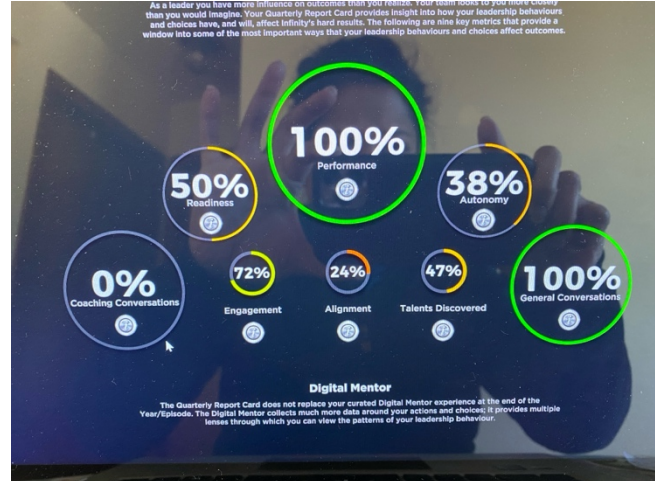 As a leader you have more influence on outcomes than you realize. Your team looks to you more closely
than you would imagine. Your Quarterly Report Card provides insight into how your leadership behaviours
and choices have, and will, affect Infinity's hard results. The following are nine key metrics that provide a
window into some of the most important ways that your leadership behaviours and choices affect outcomes.
100%
Performance
50%
Readiness
38%
Autonomy
0%
Coaching Conversations
72%
Engagement
24%
Alignment
47%
Talents Discovered
100%
General Conversations
Digital Mentor
The Quarterly Report Card does not replace your curated Digital Mentor experience at the end of the
Year/Episode. The Digital Mentor collects much more data around your actions and choices; it provides multiple
lenses through which you can view the patterns of your leadership behaviour.